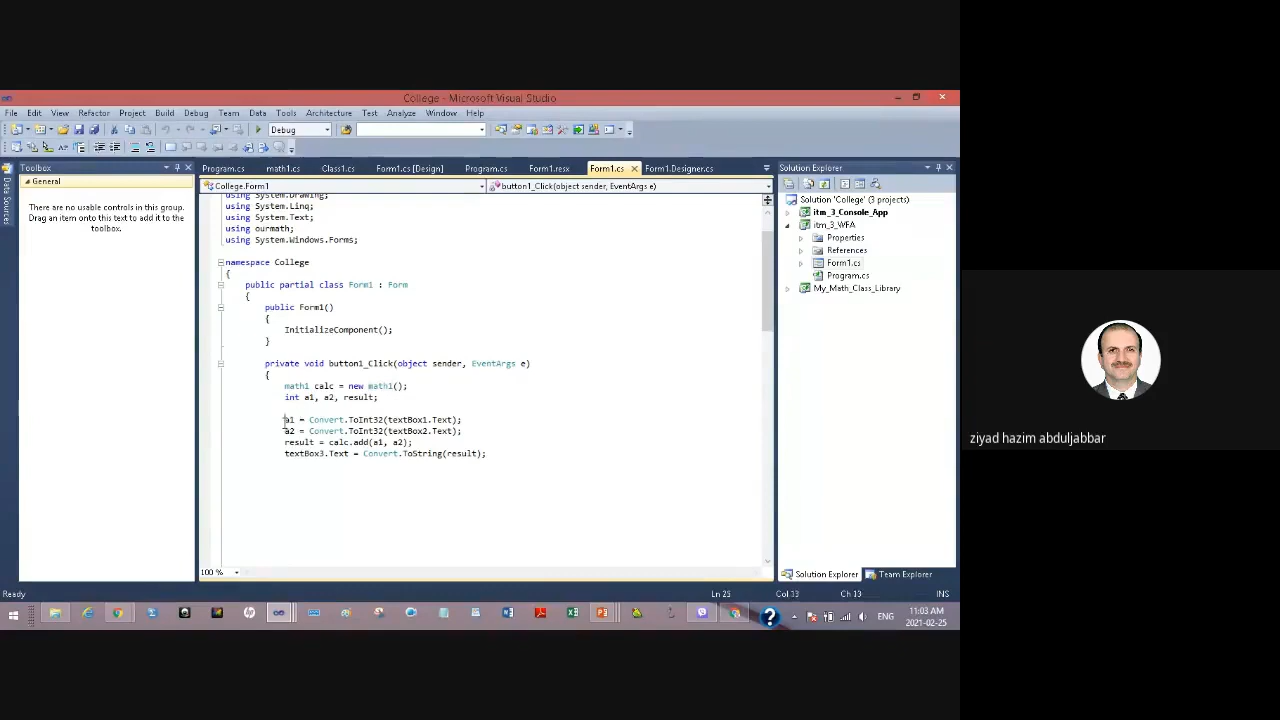 College - Microsoft Visual Studio
File Edit View Refactor Project Build Debug Team Data Tools Architecture Test Analyze Window Help
Debug
Toolbox
General
There are no usable controls in this group.
Drag an item onto this text to add it to the
toolbox.
Data Sources
Program.cs math1.cs Class1.cs Form1.cs [Design] Program.cs Form1.resx Form1.cs Form1.Designer.cs
College.Form1 button1_Click(object sender, EventArgs e)
using System.Drawing;
using System.Linq;
using System.Text;
using ourmath;
using System.Windows.Forms;
namespace College
{
public partial class Form1 : Form
{
public Form1()
{
InitializeComponent();
}
private void button1_Click(object sender, EventArgs e)
{
math1 calc = new math1();
int a1, a2, result;
a1 = Convert.ToInt32(textBox1.Text);
a2 = Convert.ToInt32(textBox2.Text);
result = calc.add(a1, a2);
textBox3.Text = Convert.ToString(result);
100 %
Solution Explorer
Solution 'College' (3 projects)
itm_3_Console_App
itm_3_WFA
Properties
References
Form1.cs
Program.cs
My_Math_Class_Library
Solution Explorer Team Explorer
Ready Ln 25 Col 13 Ch 13 INS
ENG
11:03 AM
2021-02-25
ziyad hazim abduljabbar